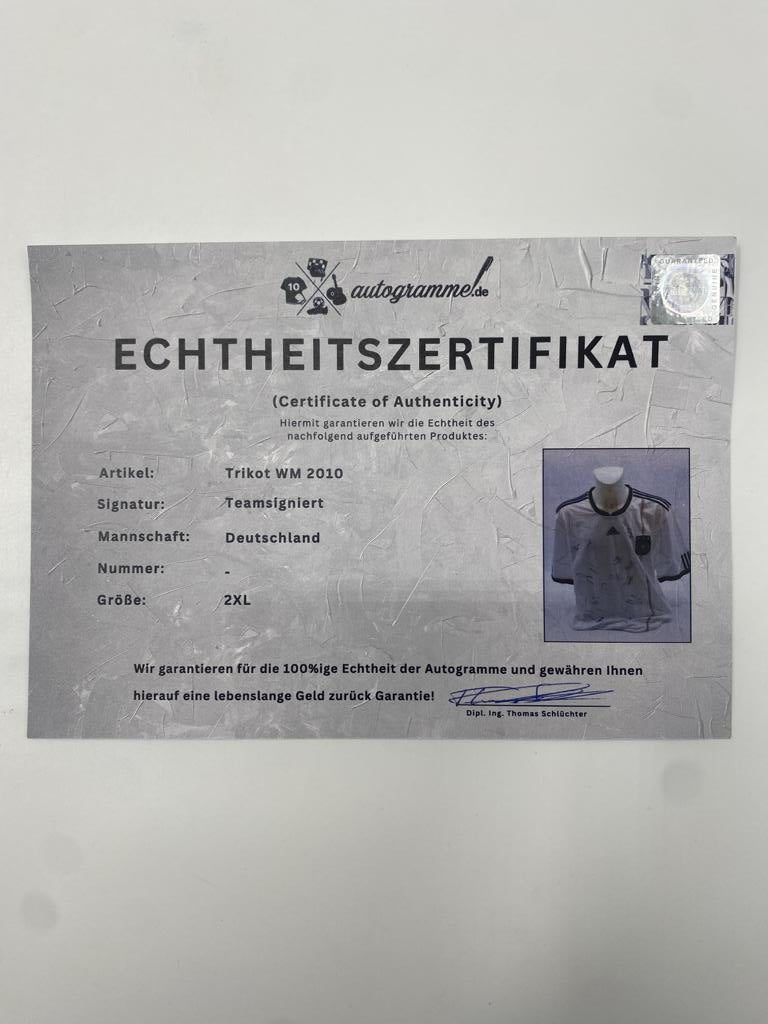 10
autogramme.de
GUARANTEED
ECHTHEITSZERTIFIKAT
(Certificate of Authenticity)
Hiermit garantieren wir die Echtheit des
nachfolgend aufgeführten Produktes:
Artikel: Trikot WM 2010
Signatur: Teamsigniert
Mannschaft: Deutschland
Nummer: -
Größe: 2XL
Wir garantieren für die 100%ige Echtheit der Autogramme und gewähren Ihnen
hierauf eine lebenslange Geld zurück Garantie!
Dipl. Ing. Thomas Schlüchter